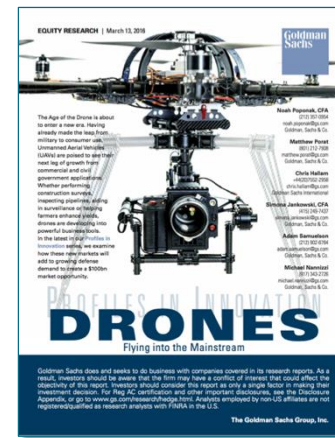 EQUITY RESEARCH | March 13, 2016
Goldman
Sachs
The Age of the Drone is about
to enter a new era. Having
already made the leap from
military to consumer use,
Unmanned Aerial Vehicles
(UAVs) are poised to see their
next leg of growth from
commercial and civil
government applications.
Whether performing
construction surveys,
inspecting pipelines, aiding
in surveillance or helping
farmers enhance yields,
drones are developing into
powerful business tools.
In the latest in our Profiles in
Innovation series, we examine
how these new markets will
add to growing defense
demand to create a $100bn
market opportunity.
Noah Poponak, CFA
Goldman, Sachs & Co.
Matthew Porat
Goldman, Sachs & Co.
Chris Hallam
Goldman Sachs International
Simona Jankowski, CFA
Goldman, Sachs & Co.
Adam Samuelson
Goldman, Sachs & Co.
Michael Nannizzi
Goldman, Sachs & Co.
PROFILES IN INNOVATION
DRONES
Flying into the Mainstream
Goldman Sachs does and seeks to do business with companies covered in its research reports. As a
result, investors should be aware that the firm may have a conflict of interest that could affect the
objectivity of this report. Investors should consider this report as only a single factor in making their
investment decision. For Reg AC certification and other important disclosures, see the Disclosure
Appendix, or go to www.gs.com/research/hedge.html. Analysts employed by non-US affiliates are not
registered/qualified as research analysts with FINRA in the U.S.
The Goldman Sachs Group, Inc.